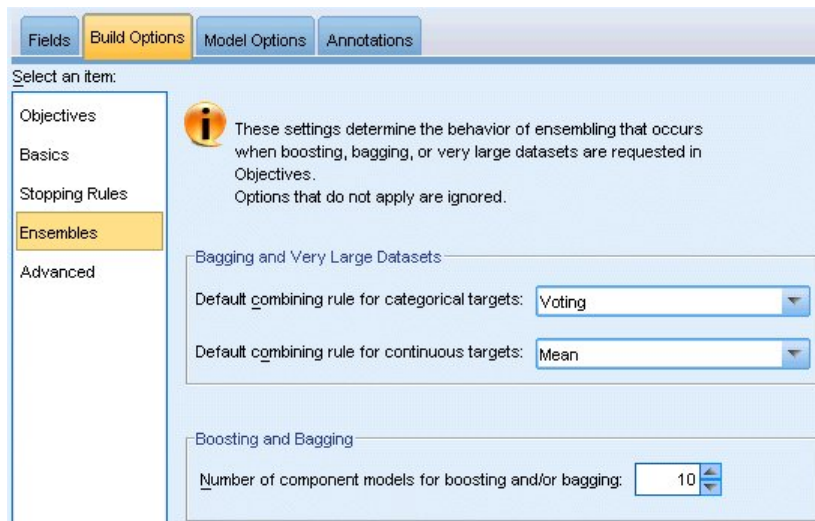 Fields Build Options Model Options Annotations
Select an item:
Objectives
Basics
Stopping Rules
Ensembles
Advanced
These settings determine the behavior of ensembling that occurs
when boosting, bagging, or very large datasets are requested in
Objectives.
Options that do not apply are ignored.
Bagging and Very Large Datasets
Default combining rule for categorical targets: Voting
Default combining rule for continuous targets: Mean
Boosting and Bagging
Number of component models for boosting and/or bagging: 10